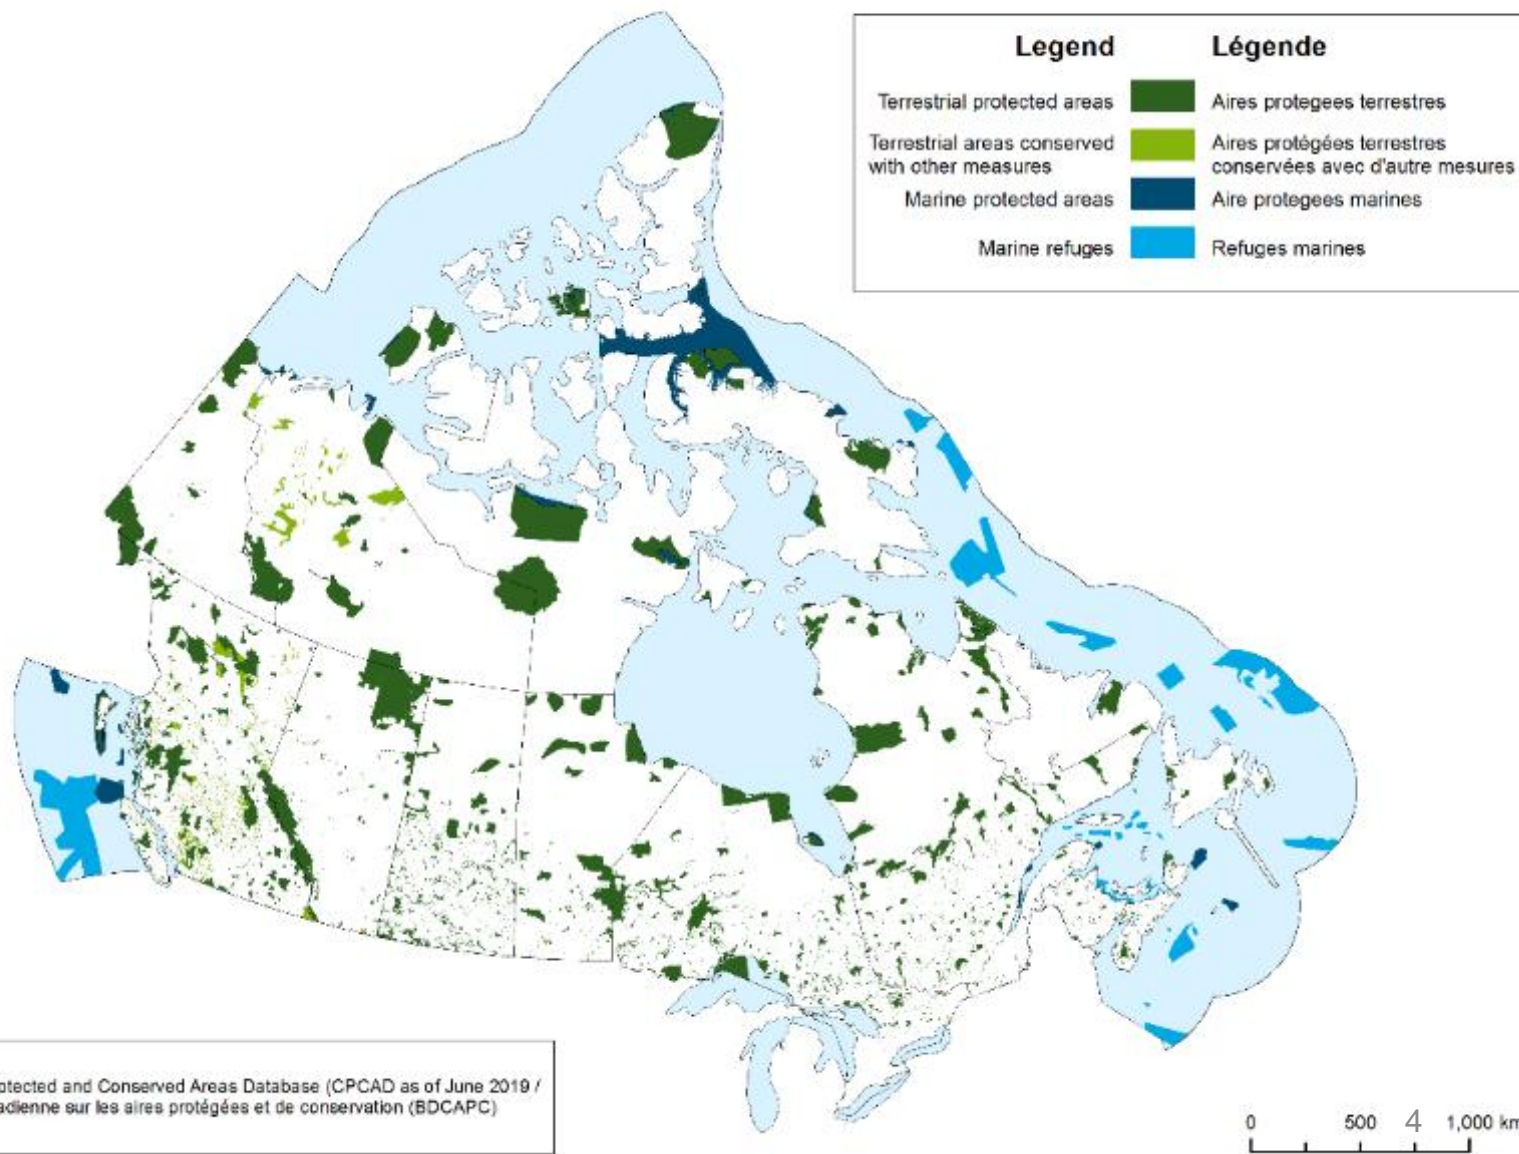 Legend
Légende
Terrestrial protected areas
Aires protegees terrestres
Terrestrial areas conserved
with other measures
Aires protégées terrestres
conservées avec d'autre mesures
Marine protected areas
Aire protegees marines
Marine refuges
Refuges marines
otected and Conserved Areas Database (CPCAD as of June 2019 /
adienne sur les aires protégées et de conservation (BDCAPC)
0 500 1,000 km
4